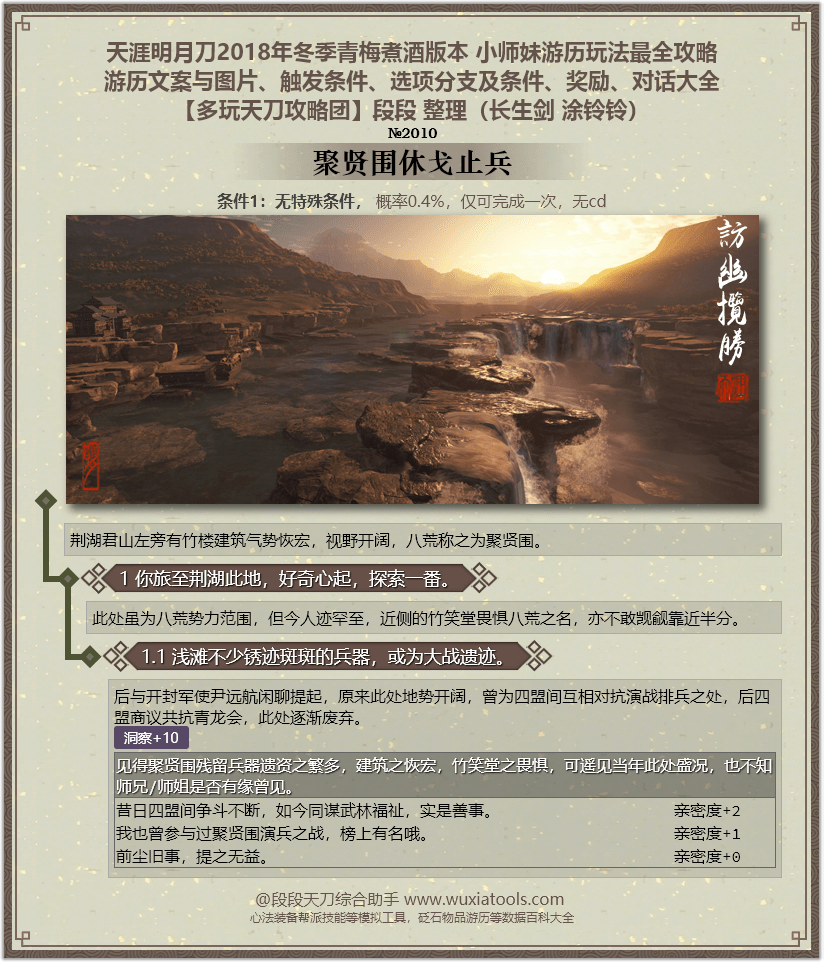 天涯明月刀2018年冬季青梅煮酒版本 小师妹游历玩法最全攻略
游历文案与图片、触发条件、选项分支及条件、奖励、对话大全
【多玩天刀攻略团】段段 整理（长生剑 涂铃铃）
№2010
聚贤围休戈止兵
条件1：无特殊条件， 概率0.4%，仅可完成一次，无cd
訪幽攬勝
荆湖君山左旁有竹楼建筑气势恢宏，视野开阔，八荒称之为聚贤围。
1 你旅至荆湖此地，好奇心起，探索一番。
此处虽为八荒势力范围，但今人迹罕至，近侧的竹笑堂畏惧八荒之名，亦不敢觊觎靠近半分。
1.1 浅滩不少锈迹斑斑的兵器，或为大战遗迹。
后与开封军使尹远航闲聊提起，原来此处地势开阔，曾为四盟间互相对抗演战排兵之处，后四
盟商议共抗青龙会，此处逐渐废弃。
洞察+10
见得聚贤围残留兵器遗资之繁多，建筑之恢宏，竹笑堂之畏惧，可遥见当年此处盛况，也不知
师兄/师姐是否有缘曾见。
昔日四盟间争斗不断，如今同谋武林福祉，实是善事。 亲密度+2
我也曾参与过聚贤围演兵之战，榜上有名哦。 亲密度+1
前尘旧事，提之无益。 亲密度+0
@段段天刀综合助手 www.wuxiatools.com
心法装备帮派技能等模拟工具，砭石物品游历等数据百科大全